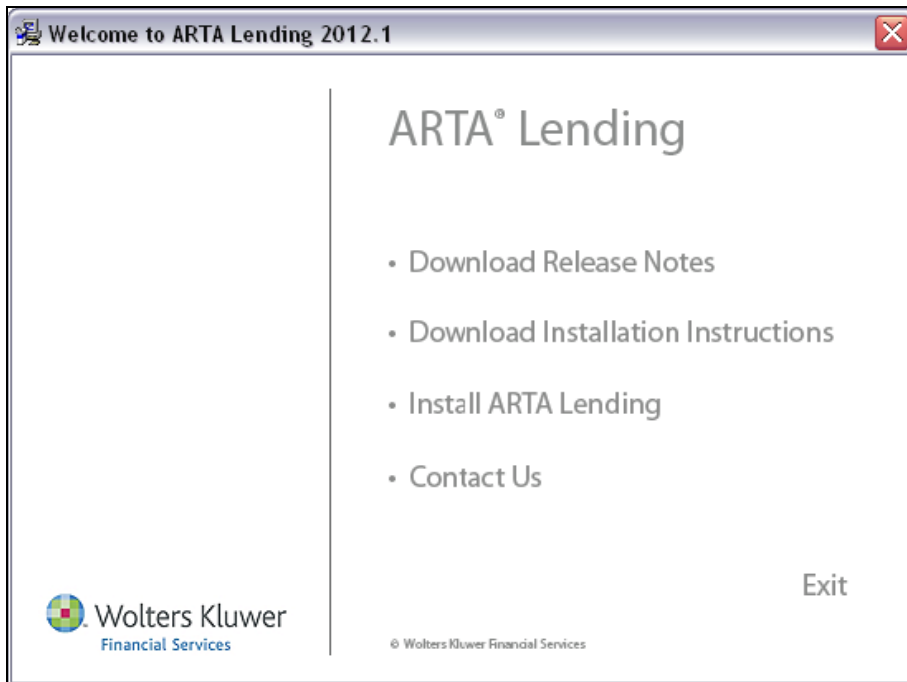 Welcome to ARTA Lending 2012.1
ARTA® Lending
• Download Release Notes
• Download Installation Instructions
• Install ARTA Lending
• Contact Us
Exit
Wolters Kluwer
Financial Services
© Wolters Kluwer Financial Services